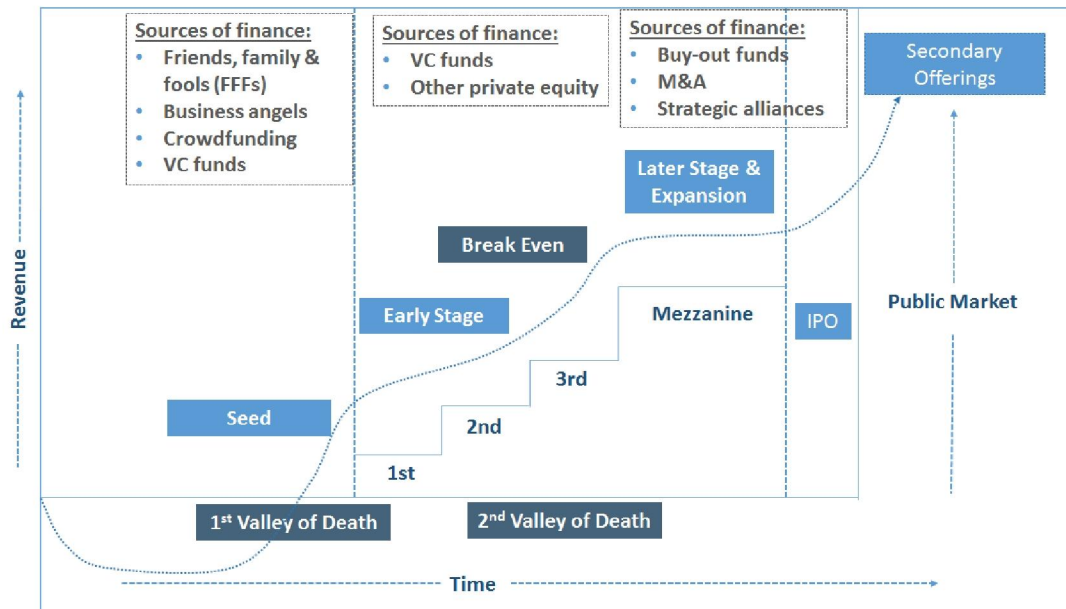 Sources of finance:
• Friends, family &
fools (FFFs)
• Business angels
• Crowdfunding
• VC funds
Sources of finance:
• VC funds
• Other private equity
Sources of finance:
• Buy-out funds
• M&A
• Strategic alliances
Secondary
Offerings
Later Stage &
Expansion
Break Even
Early Stage
Seed
Revenue
Mezzanine
3rd
2nd
1st
IPO
Public Market
1st Valley of Death
2nd Valley of Death
Time